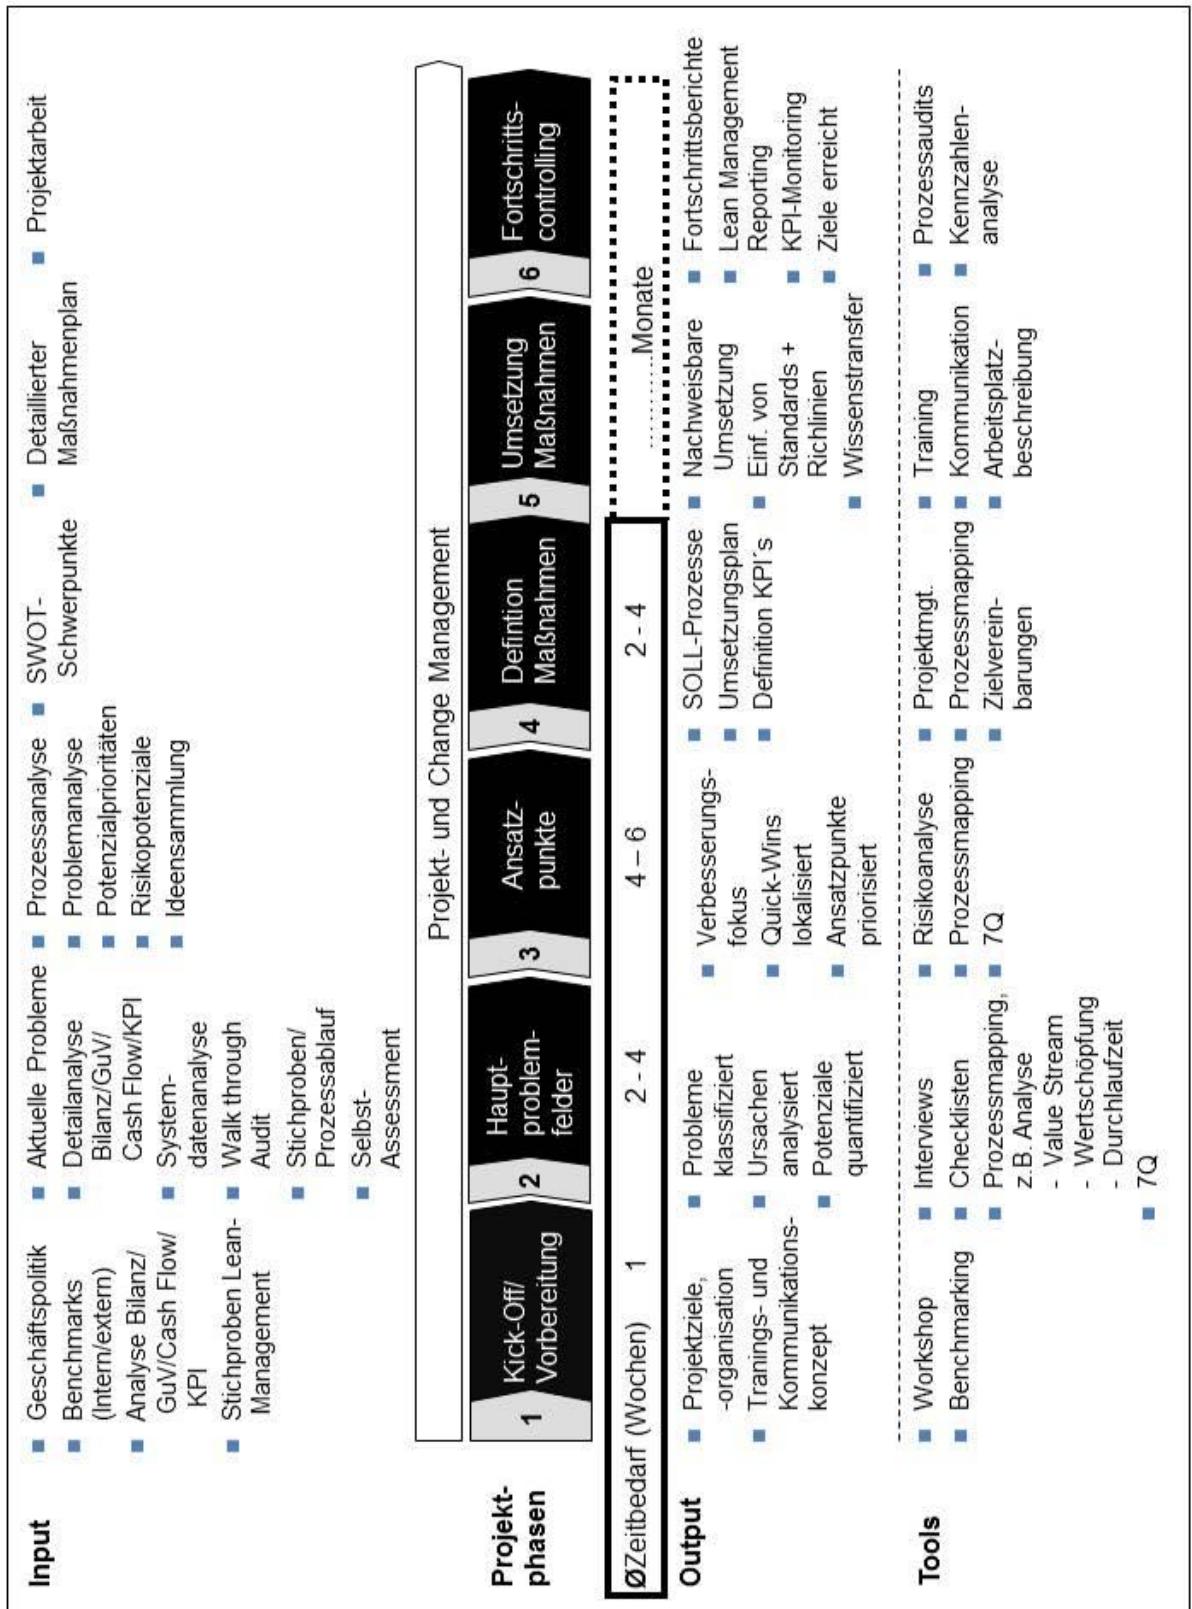 Input
Geschäftspolitik
Benchmarks
(Intern/extern)
Analyse Bilanz/
GuV/Cash Flow/
KPI
Stichproben Lean-
Management
Aktuelle Probleme
Detailanalyse
Bilanz/GuV/
Cash Flow/KPI
System-
datenanalyse
Walk through
Audit
Stichproben/
Prozessablauf
Selbst-
Assessment
Prozessanalyse
Problemanalyse
Potenzialprioritäten
Risikopotenziale
Ideensammlung
SWOT-
Schwerpunkte
Detaillierter
Maßnahmenplan
Projektarbeit
Projekt- und Change Management
Projekt-
phasen
1
Kick-Off/
Vorbereitung
2
Haupt-
problem-
felder
3
Ansatz-
punkte
4
Defintion
Maßnahmen
5
Umsetzung
Maßnahmen
6
Fortschritts-
controlling
ØZeitbedarf (Wochen)
1
2 - 4
4 – 6
2 - 4
..........Monate
Output
Projektziele,
-organisation
Tranings- und
Kommunikations-
konzept
Probleme
klassifiziert
Ursachen
analysiert
Potenziale
quantifiziert
Verbesserungs-
fokus
Quick-Wins
lokalisiert
Ansatzpunkte
priorisiert
SOLL-Prozesse
Umsetzungsplan
Definition KPI´s
Nachweisbare
Umsetzung
Einf. von
Standards +
Richlinien
Wissenstransfer
Fortschrittsberichte
Lean Management
Reporting
KPI-Monitoring
Ziele erreicht
Tools
Workshop
Benchmarking
Interviews
Checklisten
Prozessmapping,
z.B. Analyse
- Value Stream
- Wertschöpfung
- Durchlaufzeit
7Q
Risikoanalyse
Prozessmapping
7Q
Projektmgt.
Prozessmapping
Zielverein-
barungen
Training
Kommunikation
Arbeitsplatz-
beschreibung
Prozessaudits
Kennzahlen-
analyse